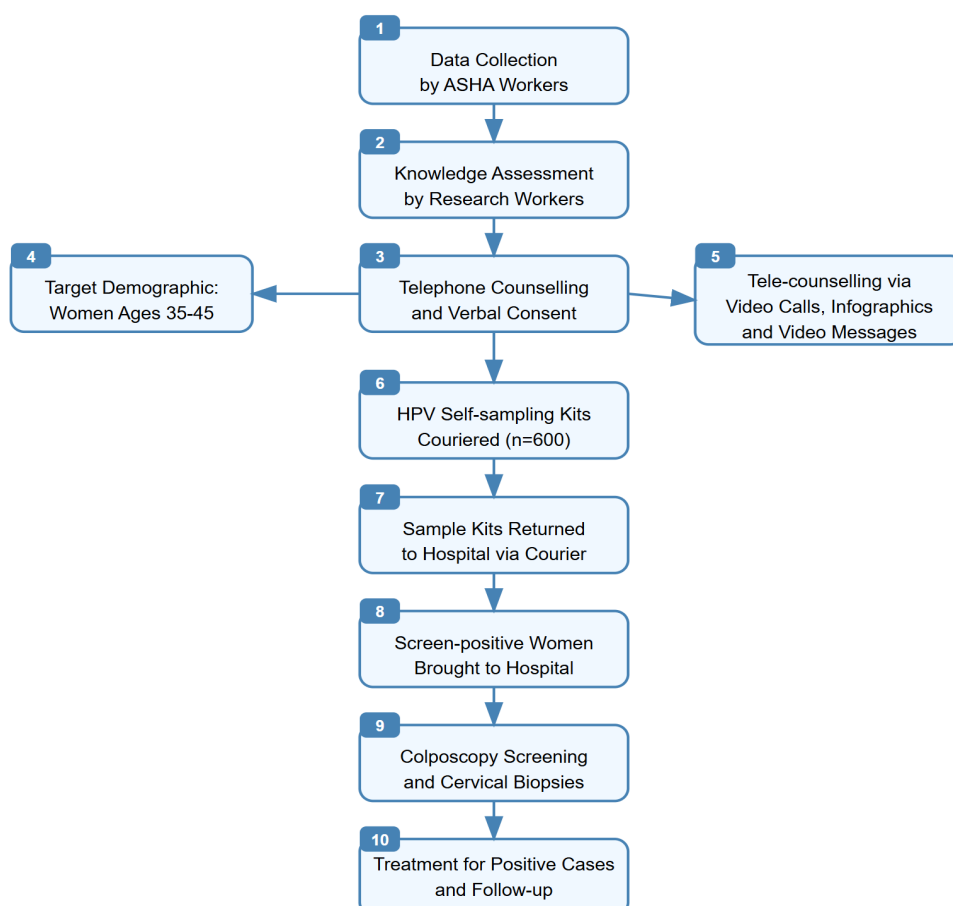 1
Data Collection
by ASHA Workers
2
Knowledge Assessment
by Research Workers
4
Target Demographic:
Women Ages 35-45
3
Telephone Counselling
and Verbal Consent
5
Tele-counselling via
Video Calls, Infographics
and Video Messages
6
HPV Self-sampling Kits
Couriered (n=600)
7
Sample Kits Returned
to Hospital via Courier
8
Screen-positive Women
Brought to Hospital
9
Colposcopy Screening
and Cervical Biopsies
10
Treatment for Positive Cases
and Follow-up